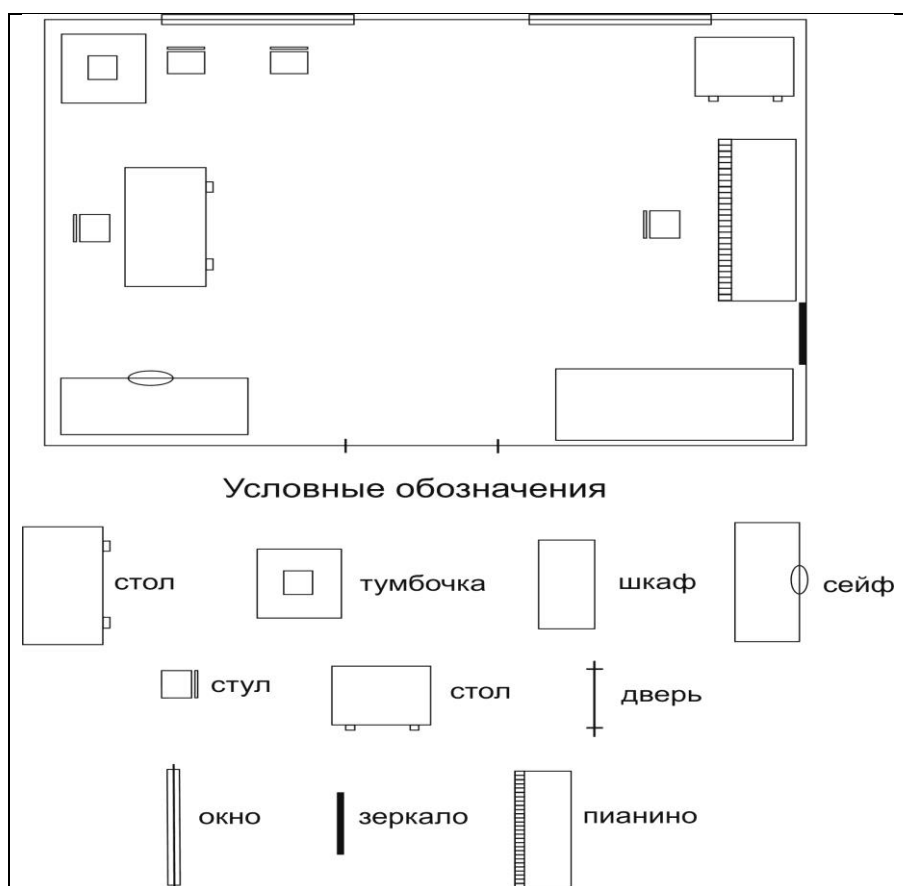 Условные обозначения
стол тумбочка шкаф сейф
стул стол дверь
окно зеркало пианино